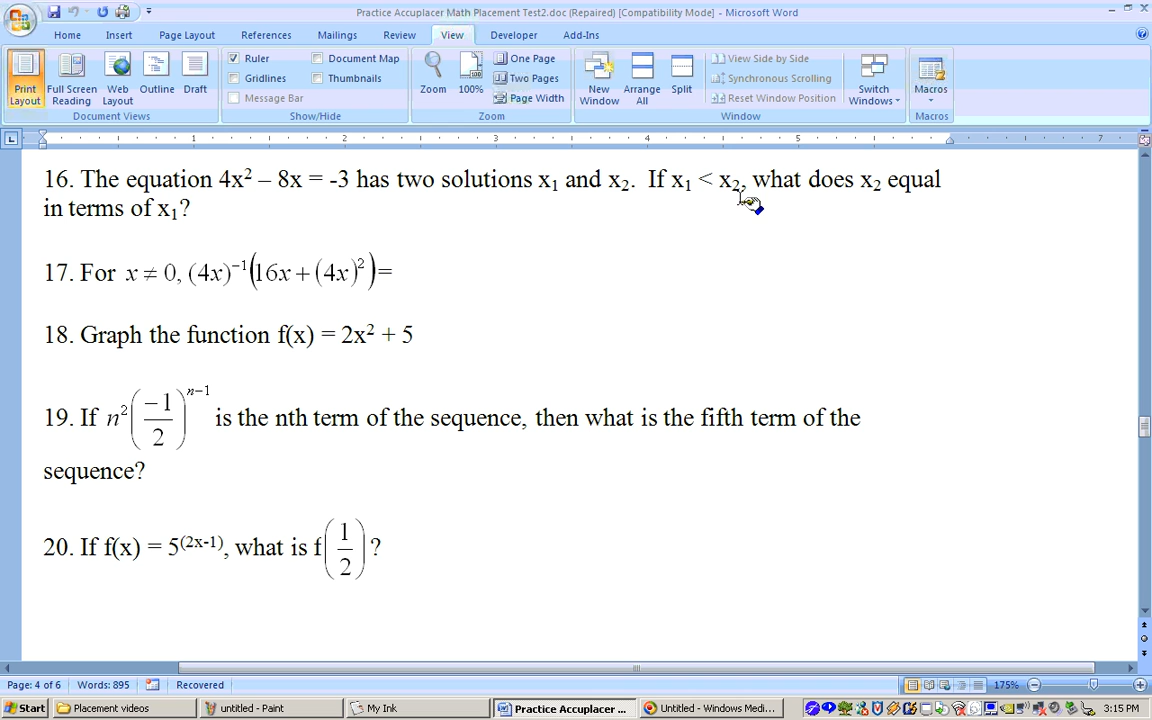 Practice Accuplacer Math Placement Test2.doc (Repaired) [Compatibility Mode] - Microsoft Word
Home Insert Page Layout References Mailings Review View Developer Add-Ins
Print Layout Full Screen Reading Web Layout Outline Draft
Document Views
Ruler Document Map
Gridlines Thumbnails
Message Bar
Show/Hide
Zoom 100% One Page
Two Pages
Page Width
Zoom
New Window Arrange All Split
View Side by Side
Synchronous Scrolling
Reset Window Position
Switch Windows
Window
Macros
Macros
1 2 3 4 5 6 7
16. The equation 4x² – 8x = -3 has two solutions x₁ and x₂. If x₁ < x₂, what does x₂ equal
in terms of x₁?
17. For x ≠ 0, (4x)⁻¹(16x + (4x)²) =
18. Graph the function f(x) = 2x² + 5
19. If n²(-1/2)ⁿ⁻¹ is the nth term of the sequence, then what is the fifth term of the
sequence?
20. If f(x) = 5^(2x-1), what is f(1/2) ?
Page: 4 of 6 Words: 895 Recovered 175%
Start Placement videos untitled - Paint My Ink Practice Accuplacer ... Untitled - Windows Medi... 3:15 PM